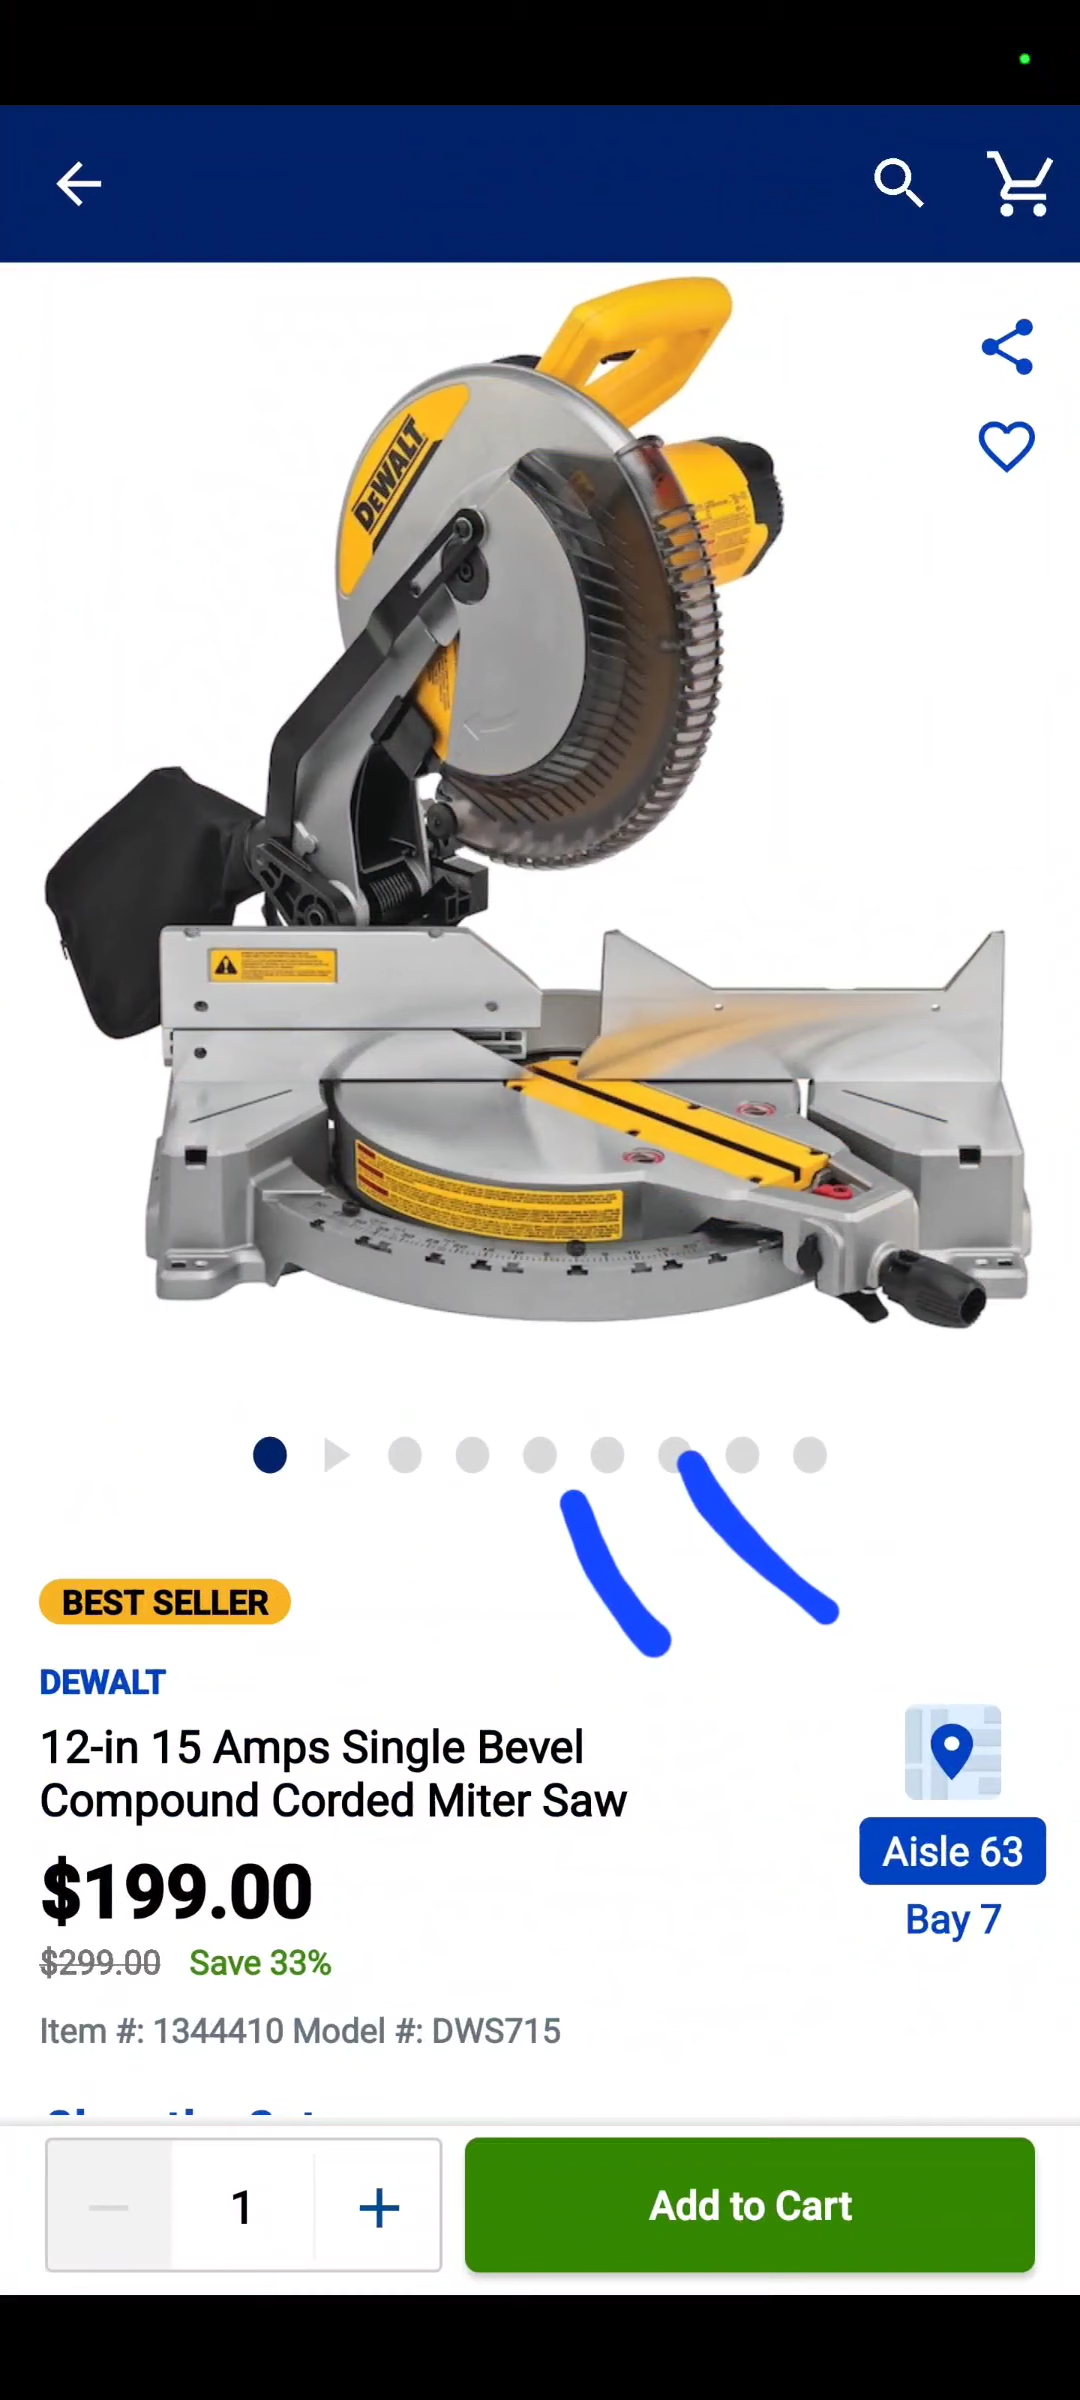 DEWALT
BEST SELLER
DEWALT
12-in 15 Amps Single Bevel
Compound Corded Miter Saw
$199.00
$299.00 Save 33%
Aisle 63
Bay 7
Item #: 1344410 Model #: DWS715
1
Add to Cart